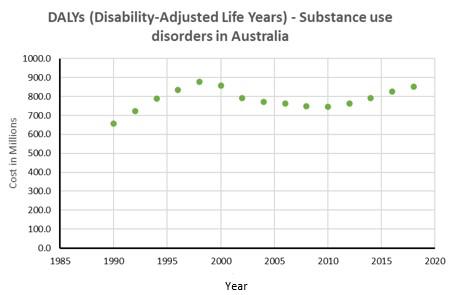 DALYs (Disability-Adjusted Life Years) - Substance use
disorders in Australia
1000.0
900.0
800.0
700.0
600.0
500.0
400.0
300.0
200.0
100.0
0.0
Cost in Millions
1985 1990 1995 2000 2005 2010 2015 2020
Year